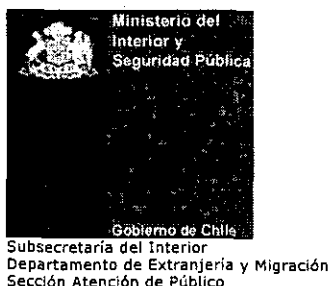 Ministerio del
Interior y
Seguridad Pública
Gobierno de Chile
Subsecretaría del Interior
Departamento de Extranjería y Migración
Sección Atención de Público